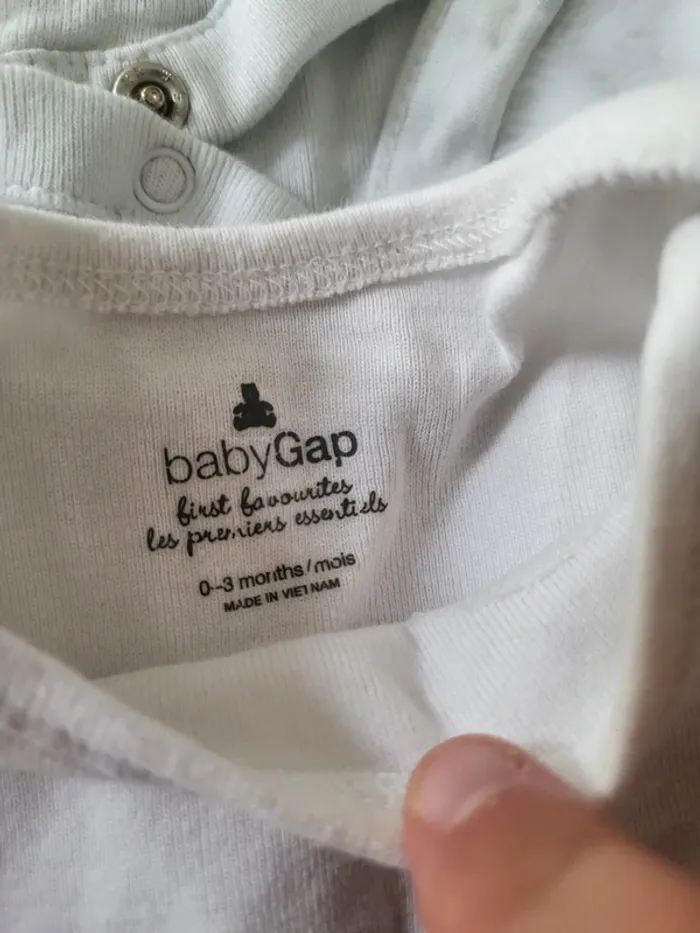 babyGap
first favourites
les premiers essentiels
0-3 months/mois
MADE IN VIETNAM